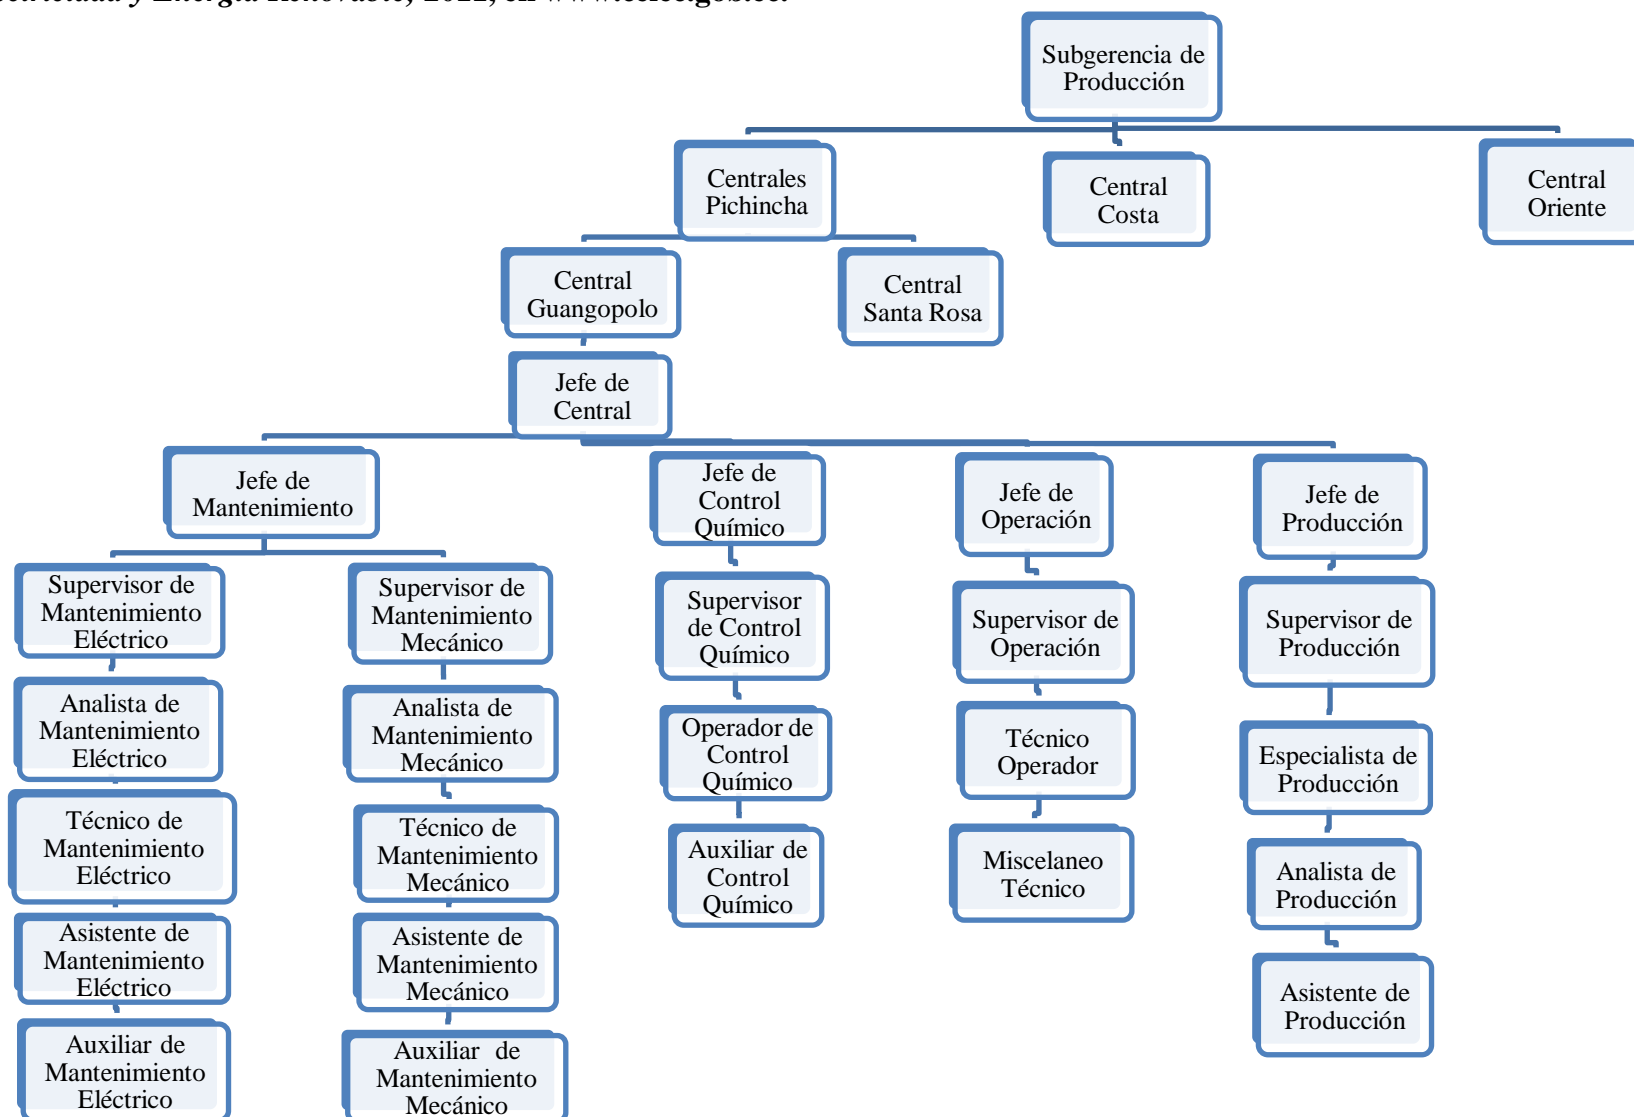 Subgerencia de
Producción
Centrales
Pichincha
Central
Costa
Central
Oriente
Central
Guangopolo
Central
Santa Rosa
Jefe de
Central
Jefe de
Mantenimiento
Jefe de
Control
Químico
Jefe de
Operación
Jefe de
Producción
Supervisor de
Mantenimiento
Eléctrico
Supervisor de
Mantenimiento
Mecánico
Supervisor
de Control
Químico
Supervisor de
Operación
Supervisor de
Producción
Analista de
Mantenimiento
Eléctrico
Analista de
Mantenimiento
Mecánico
Operador de
Control
Químico
Técnico
Operador
Especialista de
Producción
Técnico de
Mantenimiento
Eléctrico
Técnico de
Mantenimiento
Mecánico
Auxiliar de
Control
Químico
Miscelaneo
Técnico
Analista de
Producción
Asistente de
Mantenimiento
Eléctrico
Asistente de
Mantenimiento
Mecánico
Asistente de
Producción
Auxiliar de
Mantenimiento
Eléctrico
Auxiliar de
Mantenimiento
Mecánico